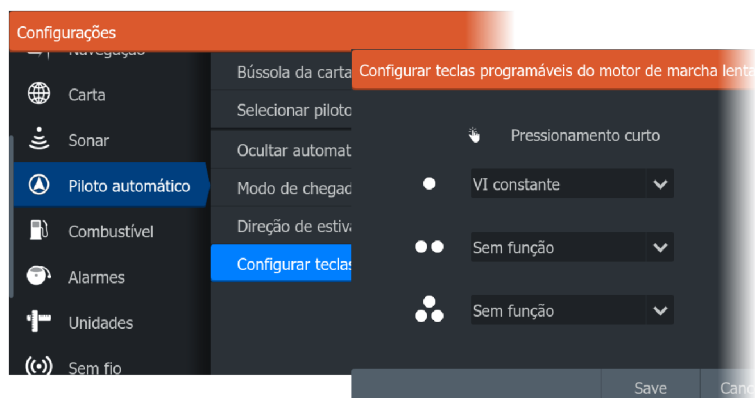 Configurações
Navegação
Carta
Sonar
Piloto automático
Combustível
Alarmes
Unidades
Sem fio
Bússola da carta
Selecionar piloto
Ocultar automat
Modo de chegad
Direção de estiv
Configurar teclas
Configurar teclas programáveis do motor de marcha lenta
Pressionamento curto
VI constante
Sem função
Sem função
Save
Canc